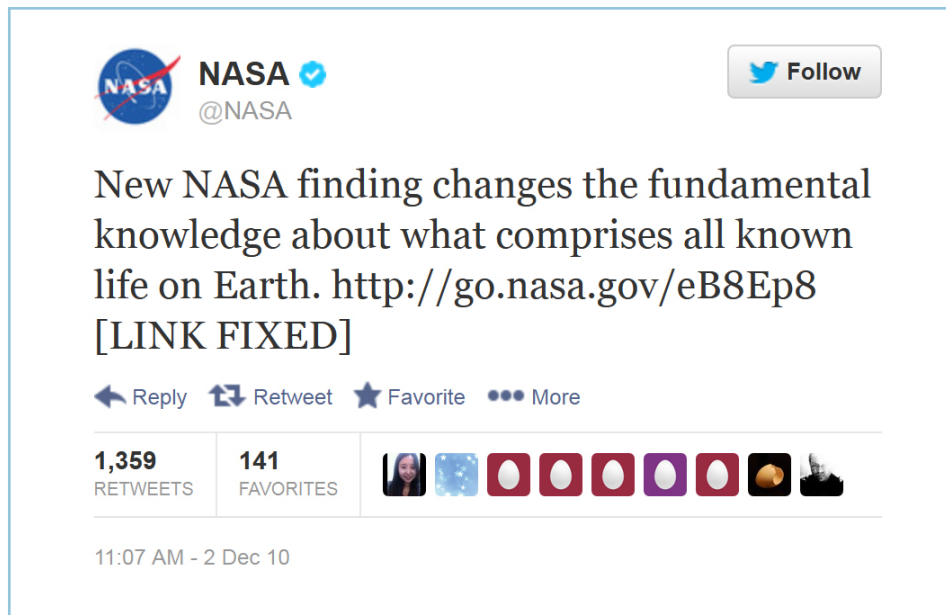 NASA
NASA
@NASA
Follow
New NASA finding changes the fundamental
knowledge about what comprises all known
life on Earth. http://go.nasa.gov/eB8Ep8
[LINK FIXED]
Reply Retweet Favorite More
1,359 141
RETWEETS FAVORITES
11:07 AM - 2 Dec 10